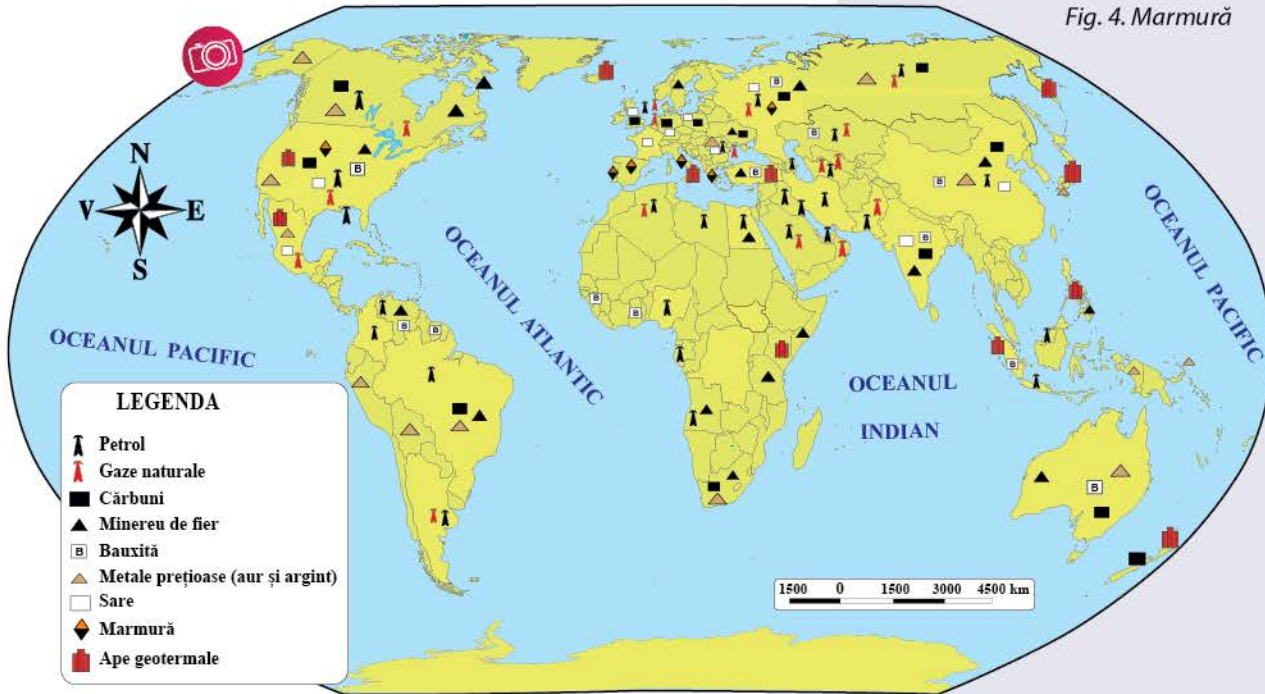 Fig. 4. Marmură
N
V E
S
OCEANUL ATLANTIC
OCEANUL PACIFIC
OCEANUL PACIFIC
OCEANUL
INDIAN
LEGENDA
Petrol
Gaze naturale
Cărbuni
Minereu de fier
B Bauxită
Metale prețioase (aur și argint)
Sare
Marmură
Ape geotermale
1500 0 1500 3000 4500 km
B
B
B
B
B
B
B
B
B
B
B
B
B